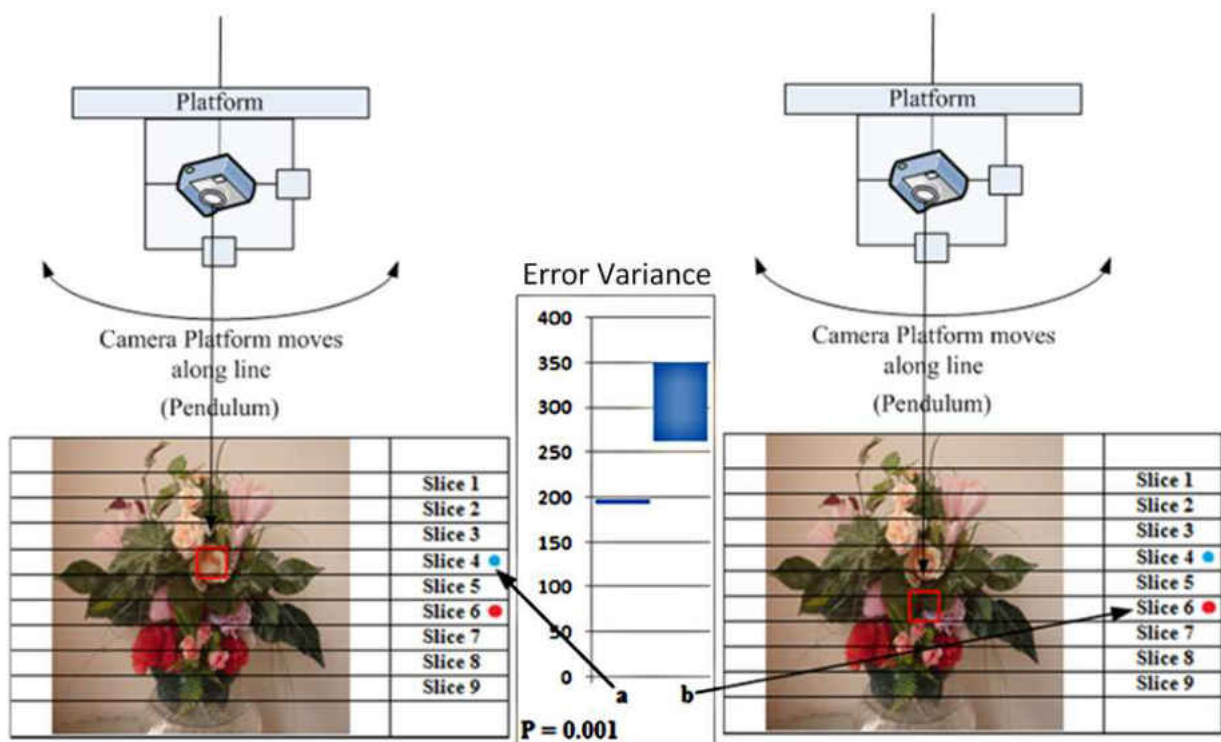 Platform
Camera Platform moves
along line
(Pendulum)
Slice 1
Slice 2
Slice 3
Slice 4
Slice 5
Slice 6
Slice 7
Slice 8
Slice 9
Error Variance
400
350
300
250
200
150
100
50
0
a b
P = 0.001
Platform
Camera Platform moves
along line
(Pendulum)
Slice 1
Slice 2
Slice 3
Slice 4
Slice 5
Slice 6
Slice 7
Slice 8
Slice 9